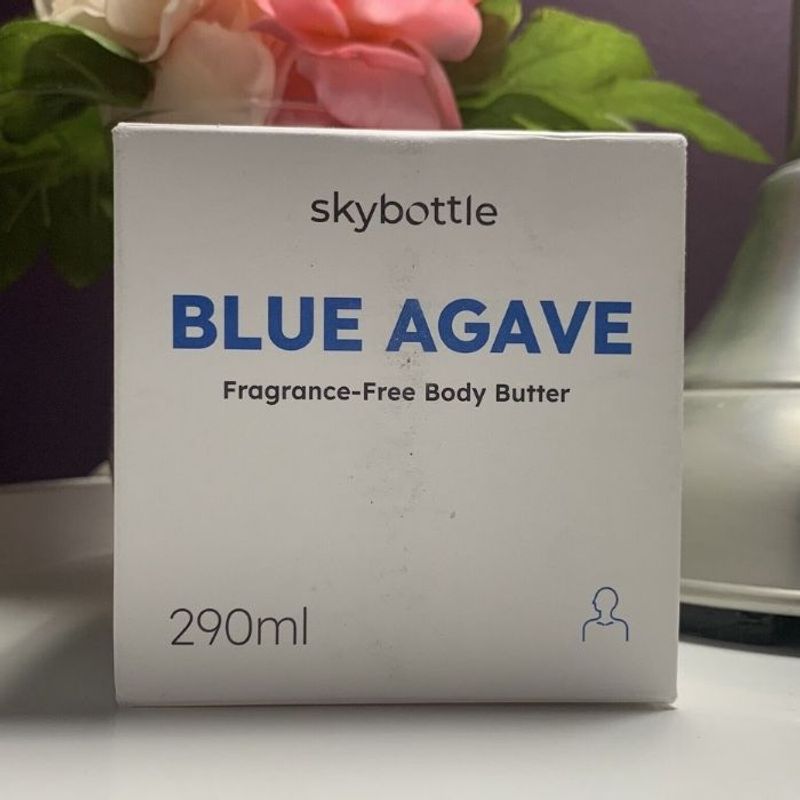 skybottle
BLUE AGAVE
Fragrance-Free Body Butter
290ml